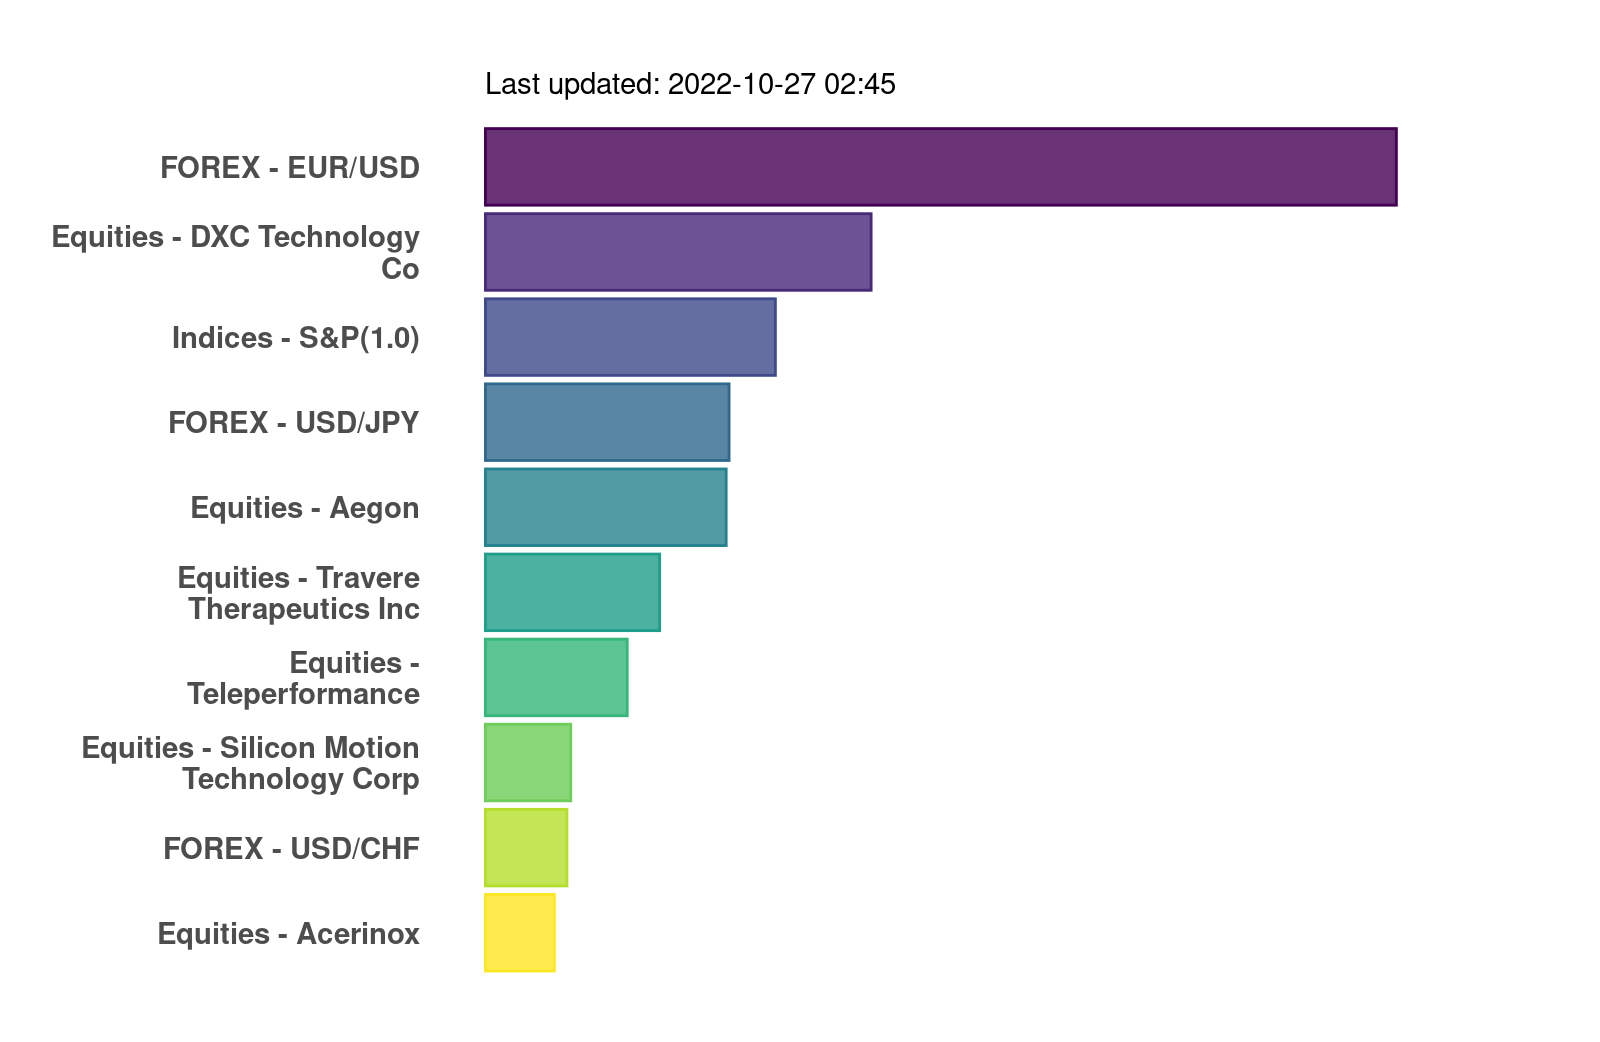 Last updated: 2022-10-27 02:45
FOREX - EUR/USD
Equities - DXC Technology
Co
Indices - S&P(1.0)
FOREX - USD/JPY
Equities - Aegon
Equities - Travere
Therapeutics Inc
Equities -
Teleperformance
Equities - Silicon Motion
Technology Corp
FOREX - USD/CHF
Equities - Acerinox